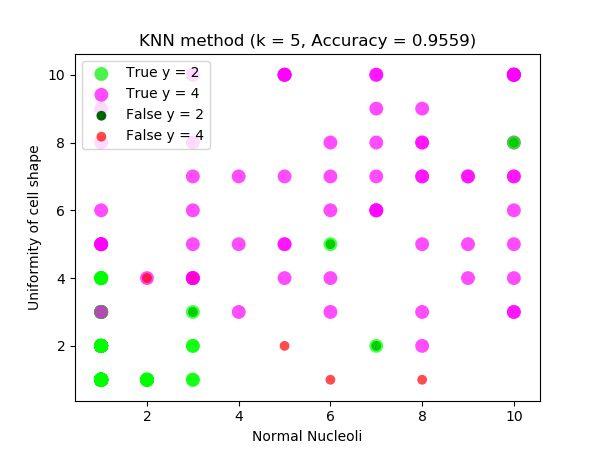 KNN method (k = 5, Accuracy = 0.9559)
True y = 2
True y = 4
False y = 2
False y = 4
Uniformity of cell shape
10
8
6
4
2
2 4 6 8 10
Normal Nucleoli